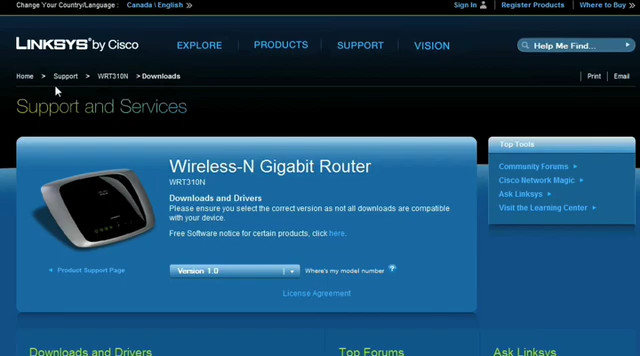 Change Your Country/Language : Canada \ English >>
Sign In Register Products Where to Buy >>
LINKSYS® by Cisco
EXPLORE PRODUCTS SUPPORT VISION
Help Me Find...
Home > Support > WRT310N > Downloads
Print Email
Support and Services
Wireless-N Gigabit Router
WRT310N
Downloads and Drivers
Please ensure you select the correct version as not all downloads are compatible
with your device.
Free Software notice for certain products, click here.
Product Support Page
Version 1.0
Where's my model number ?
License Agreement
Top Tools
Community Forums
Cisco Network Magic
Ask Linksys
Visit the Learning Center
Downloads and Drivers
Top Forums
Ask Linksys